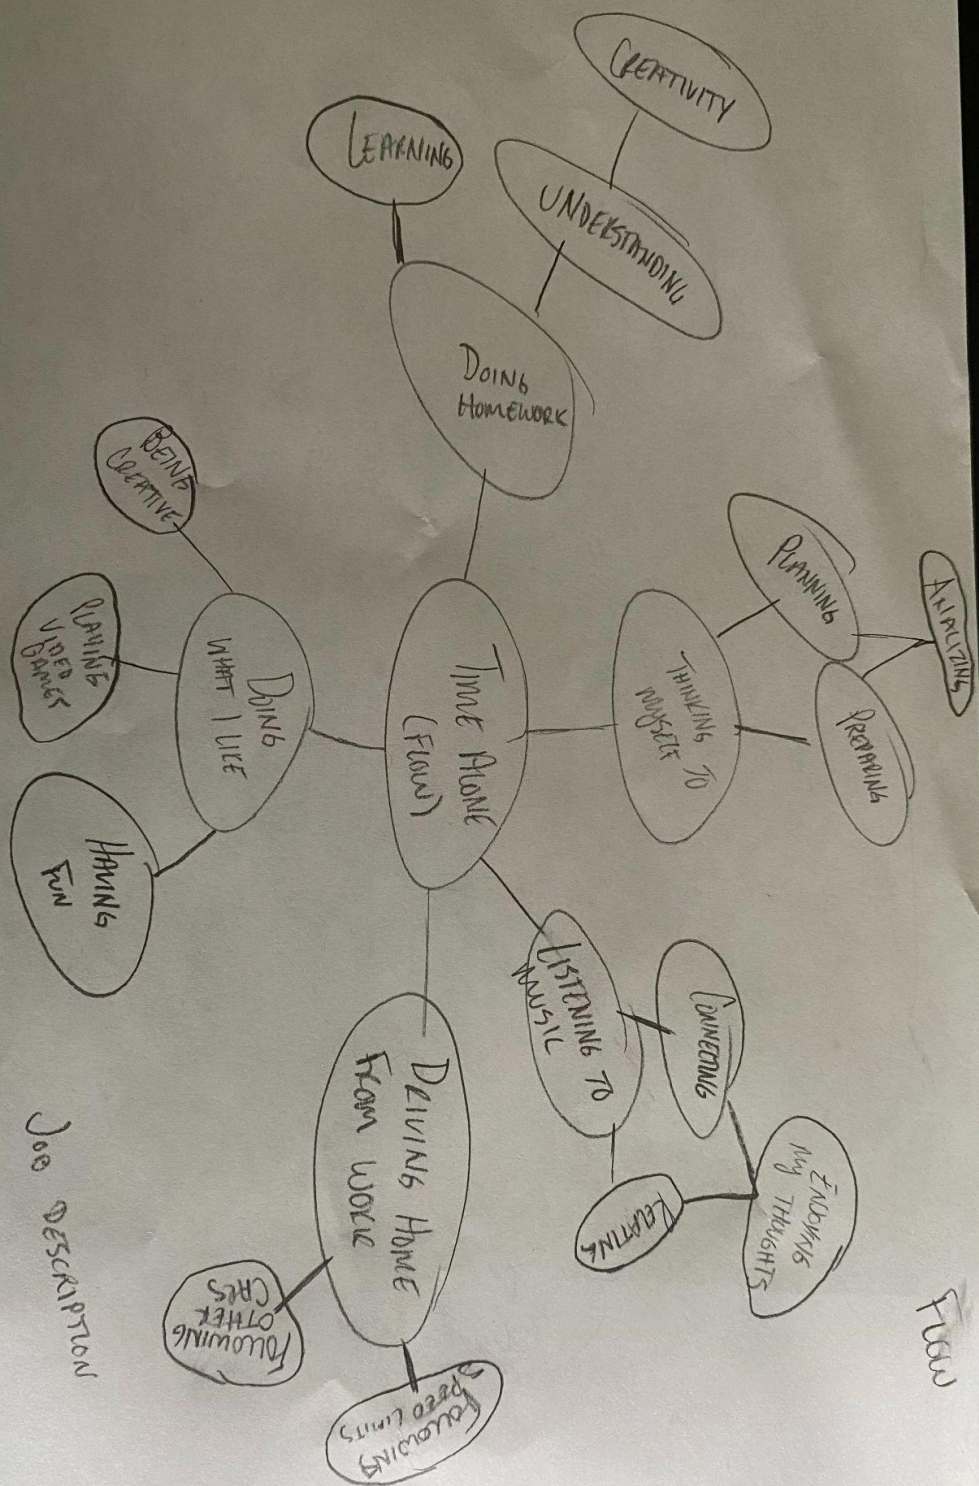 FLOW
ANALIZING
PLANNING
PREPARING
THINKING TO
MYSELF
CREATIVITY
UNDERSTANDING
LEARNING
DOING
HOMEWORK
TIME ALONE
(FLOW)
CONNECTING
ENJOYING
MY THOUGHTS
RELATING
LISTENING TO
MUSIC
DOING
WHAT I LIKE
BEING
CREATIVE
PLAYING
VIDEO
GAMES
HAVING
FUN
DRIVING HOME
FROM WORK
FOLLOWING
OTHER
CARS
FOLLOWING
SPEED LIMITS
JOB DESCRIPTION